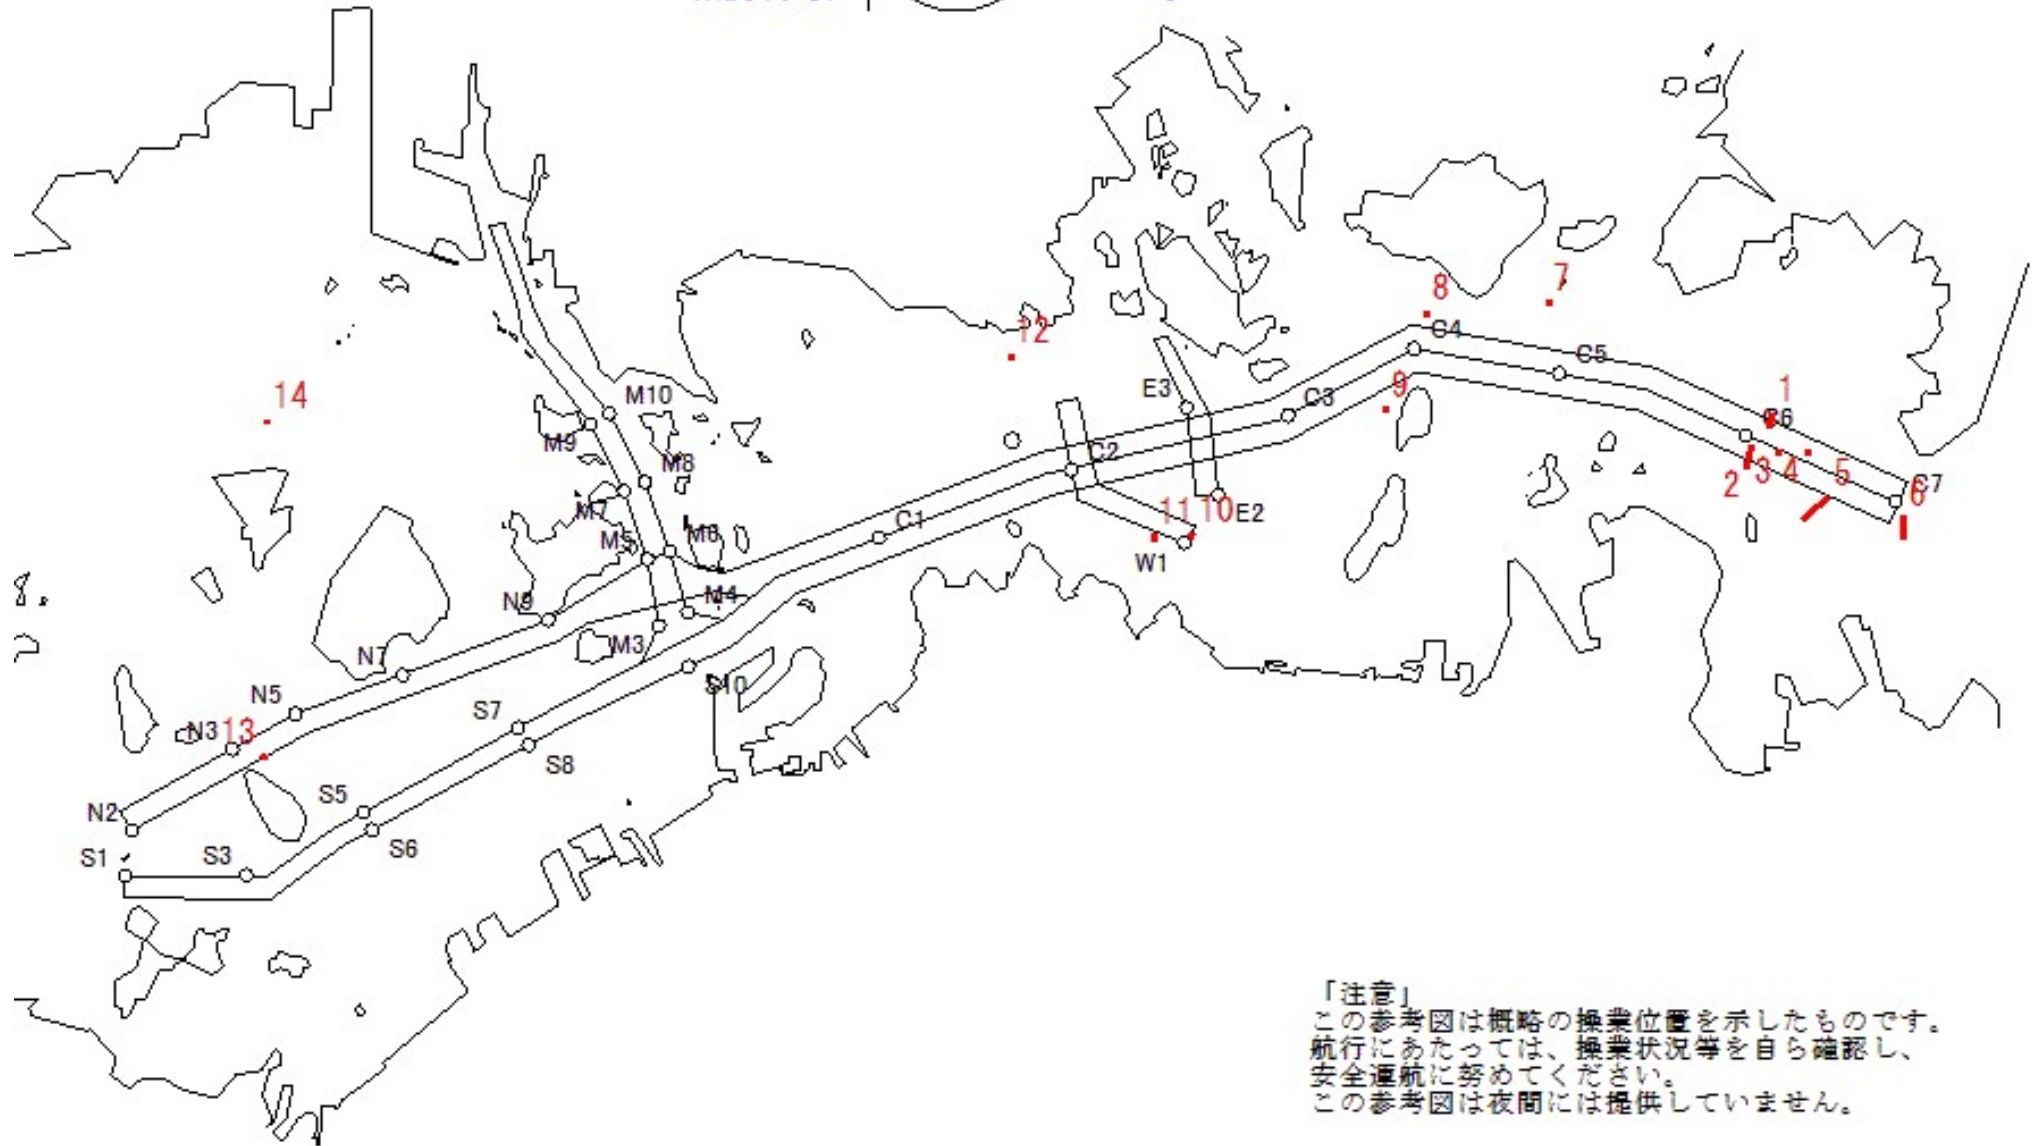 8
7
C4
12
C5
E3
9
1
14
M10
C3
C6
M9
M8
C2
2
3
4
5
6
C7
M7
11
10
E2
M5
M6
C1
W1
N9
M4
M3
N7
S10
N5
N3
13
S7
S8
N2
S5
S6
S1
S3
「注意」
この参考図は概略の操業位置を示したものです。
航行にあたっては、操業状況等を自ら確認し、
安全運航に努めてください。
この参考図は夜間には提供していません。